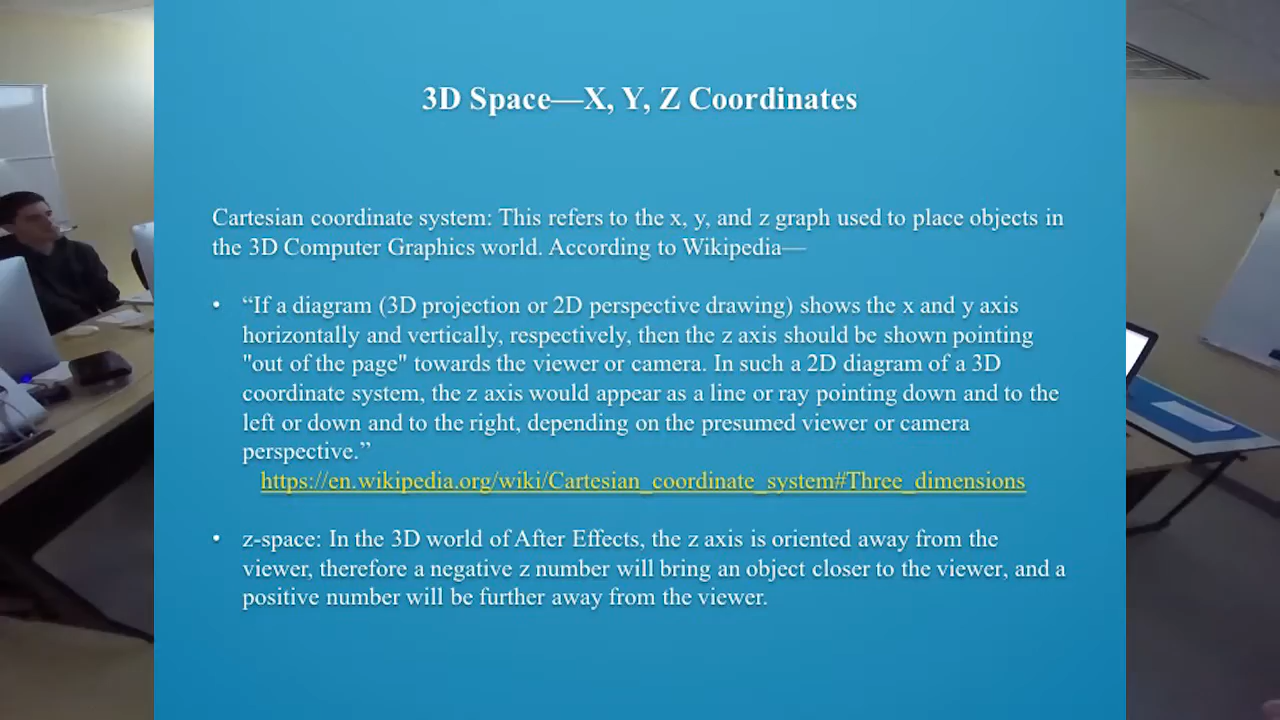 3D Space—X, Y, Z Coordinates
Cartesian coordinate system: This refers to the x, y, and z graph used to place objects in
the 3D Computer Graphics world. According to Wikipedia—
• “If a diagram (3D projection or 2D perspective drawing) shows the x and y axis
horizontally and vertically, respectively, then the z axis should be shown pointing
"out of the page" towards the viewer or camera. In such a 2D diagram of a 3D
coordinate system, the z axis would appear as a line or ray pointing down and to the
left or down and to the right, depending on the presumed viewer or camera
perspective.”
https://en.wikipedia.org/wiki/Cartesian_coordinate_system#Three_dimensions
• z-space: In the 3D world of After Effects, the z axis is oriented away from the
viewer, therefore a negative z number will bring an object closer to the viewer, and a
positive number will be further away from the viewer.